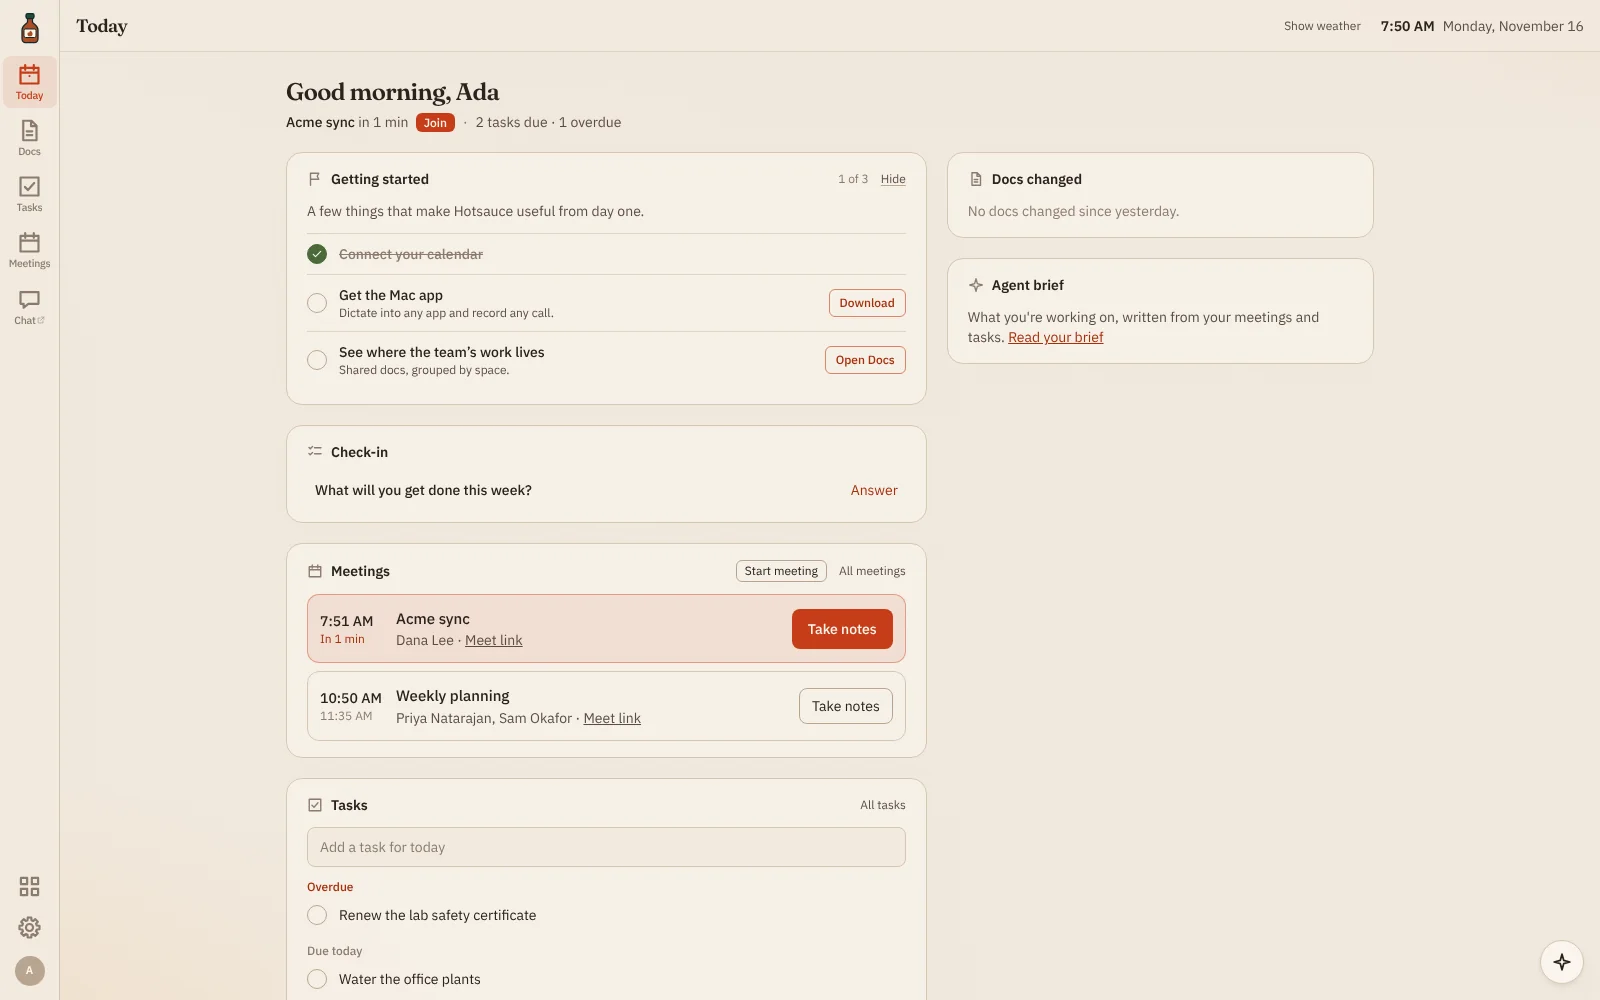 Today
Show weather
7:50 AM Monday, November 16
Today
Docs
Tasks
Meetings
Chat
A
Good morning, Ada
Acme sync in 1 min Join · 2 tasks due · 1 overdue
Getting started
1 of 3 Hide
A few things that make Hotsauce useful from day one.
Connect your calendar
Get the Mac app
Dictate into any app and record any call.
Download
See where the team’s work lives
Shared docs, grouped by space.
Open Docs
Check-in
What will you get done this week?
Answer
Meetings
Start meeting
All meetings
7:51 AM
In 1 min
Acme sync
Dana Lee · Meet link
Take notes
10:50 AM
11:35 AM
Weekly planning
Priya Natarajan, Sam Okafor · Meet link
Take notes
Tasks
All tasks
Add a task for today
Overdue
Renew the lab safety certificate
Due today
Water the office plants
Docs changed
No docs changed since yesterday.
Agent brief
What you're working on, written from your meetings and
tasks. Read your brief